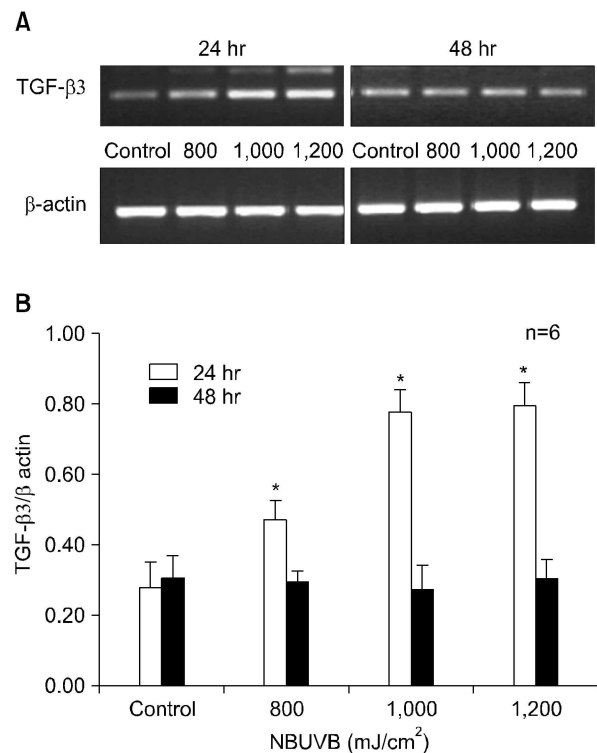 A
24 hr 48 hr
TGF-β3
Control 800 1,000 1,200 Control 800 1,000 1,200
β-actin
B
1.00
n=6
24 hr
48 hr
0.80
* * *
0.60
0.40
0.20
0.00
TGF-β3/β actin
Control 800 1,000 1,200
NBUVB (mJ/cm²)